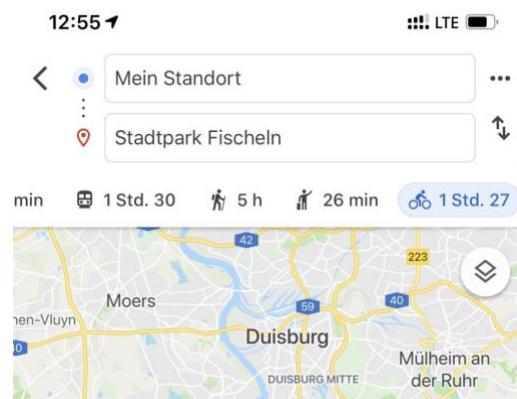 12:55 LTE
Mein Standort
Stadtpark Fischeln
min 1 Std. 30 5 h 26 min 1 Std. 27
42
223
Moers
59
40
hen-Vluyn
Duisburg
0
Mülheim an
der Ruhr
DUISBURG MITTE